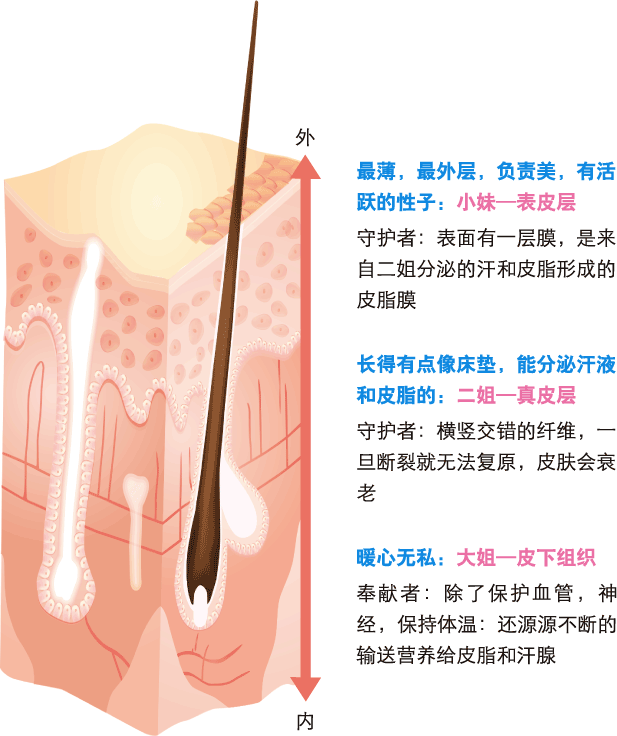 外
最薄，最外层，负责美，有活
跃的性子：小妹—表皮层
守护者：表面有一层膜，是来
自二姐分泌的汗和皮脂形成的
皮脂膜
长得有点像床垫，能分泌汗液
和皮脂的：二姐—真皮层
守护者：横竖交错的纤维，一
旦断裂就无法复原，皮肤会衰
老
暖心无私：大姐—皮下组织
奉献者：除了保护血管，神
经，保持体温：还源源不断的
输送营养给皮脂和汗腺
内